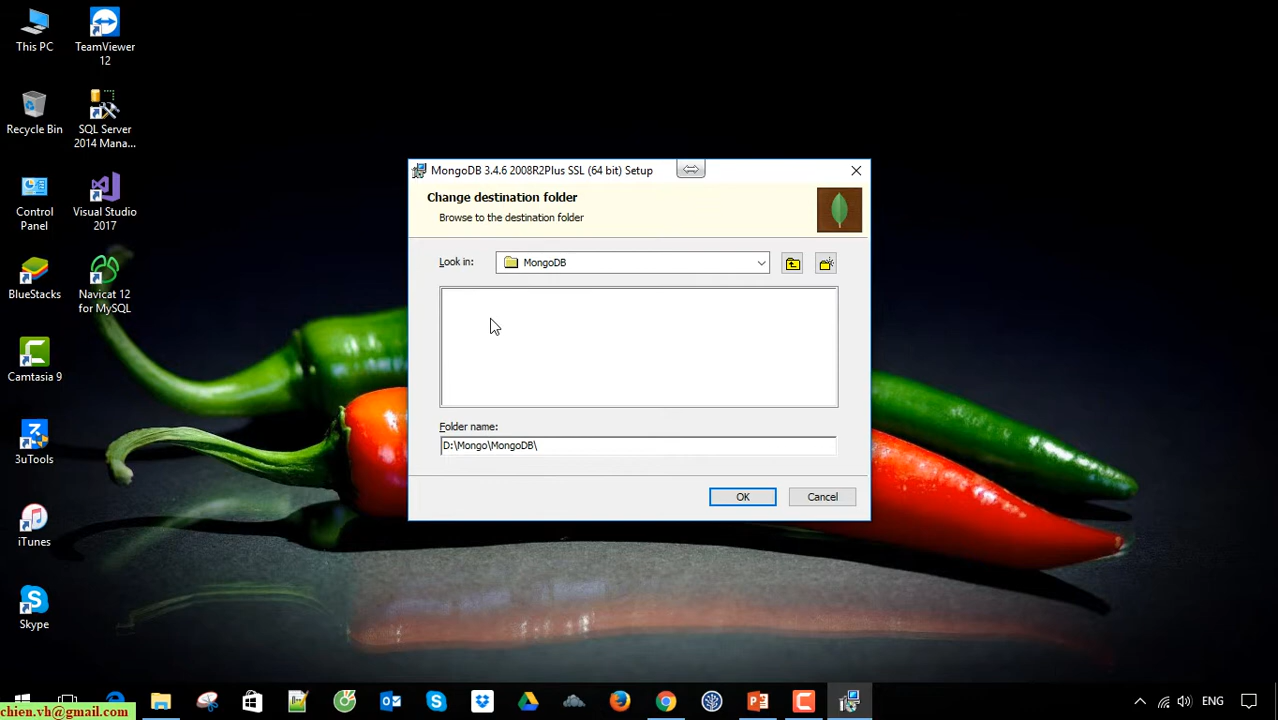 This PC
TeamViewer
12
Recycle Bin
SQL Server
2014 Mana...
Control
Panel
Visual Studio
2017
BlueStacks
Navicat 12
for MySQL
Camtasia 9
3uTools
iTunes
Skype
MongoDB 3.4.6 2008R2Plus SSL (64 bit) Setup
Change destination folder
Browse to the destination folder
Look in:
MongoDB
Folder name:
D:\Mongo\MongoDB\
OK
Cancel
ENG
chien.vh@gmail.com